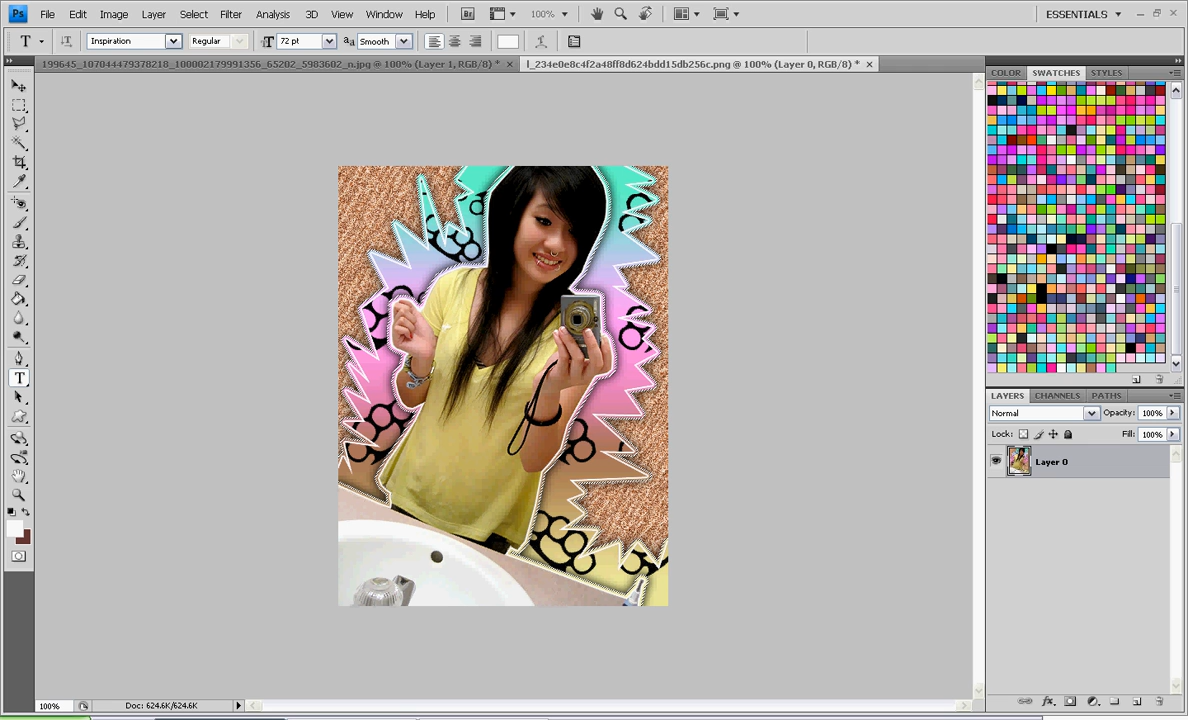 Ps File Edit Image Layer Select Filter Analysis 3D View Window Help Br 100% ESSENTIALS
T Inspiration Regular 72 pt aa Smooth
199645_107044479378218_100002179991356_65202_5983602_n.jpg @ 100% (Layer 1, RGB/8) * l_234e0e8c4f2a48ff8d624bdd15db256c.png @ 100% (Layer 0, RGB/8) *
COLOR SWATCHES STYLES
LAYERS CHANNELS PATHS
Normal Opacity: 100%
Lock: Fill: 100%
Layer 0
100% Doc: 624.6K/624.6K